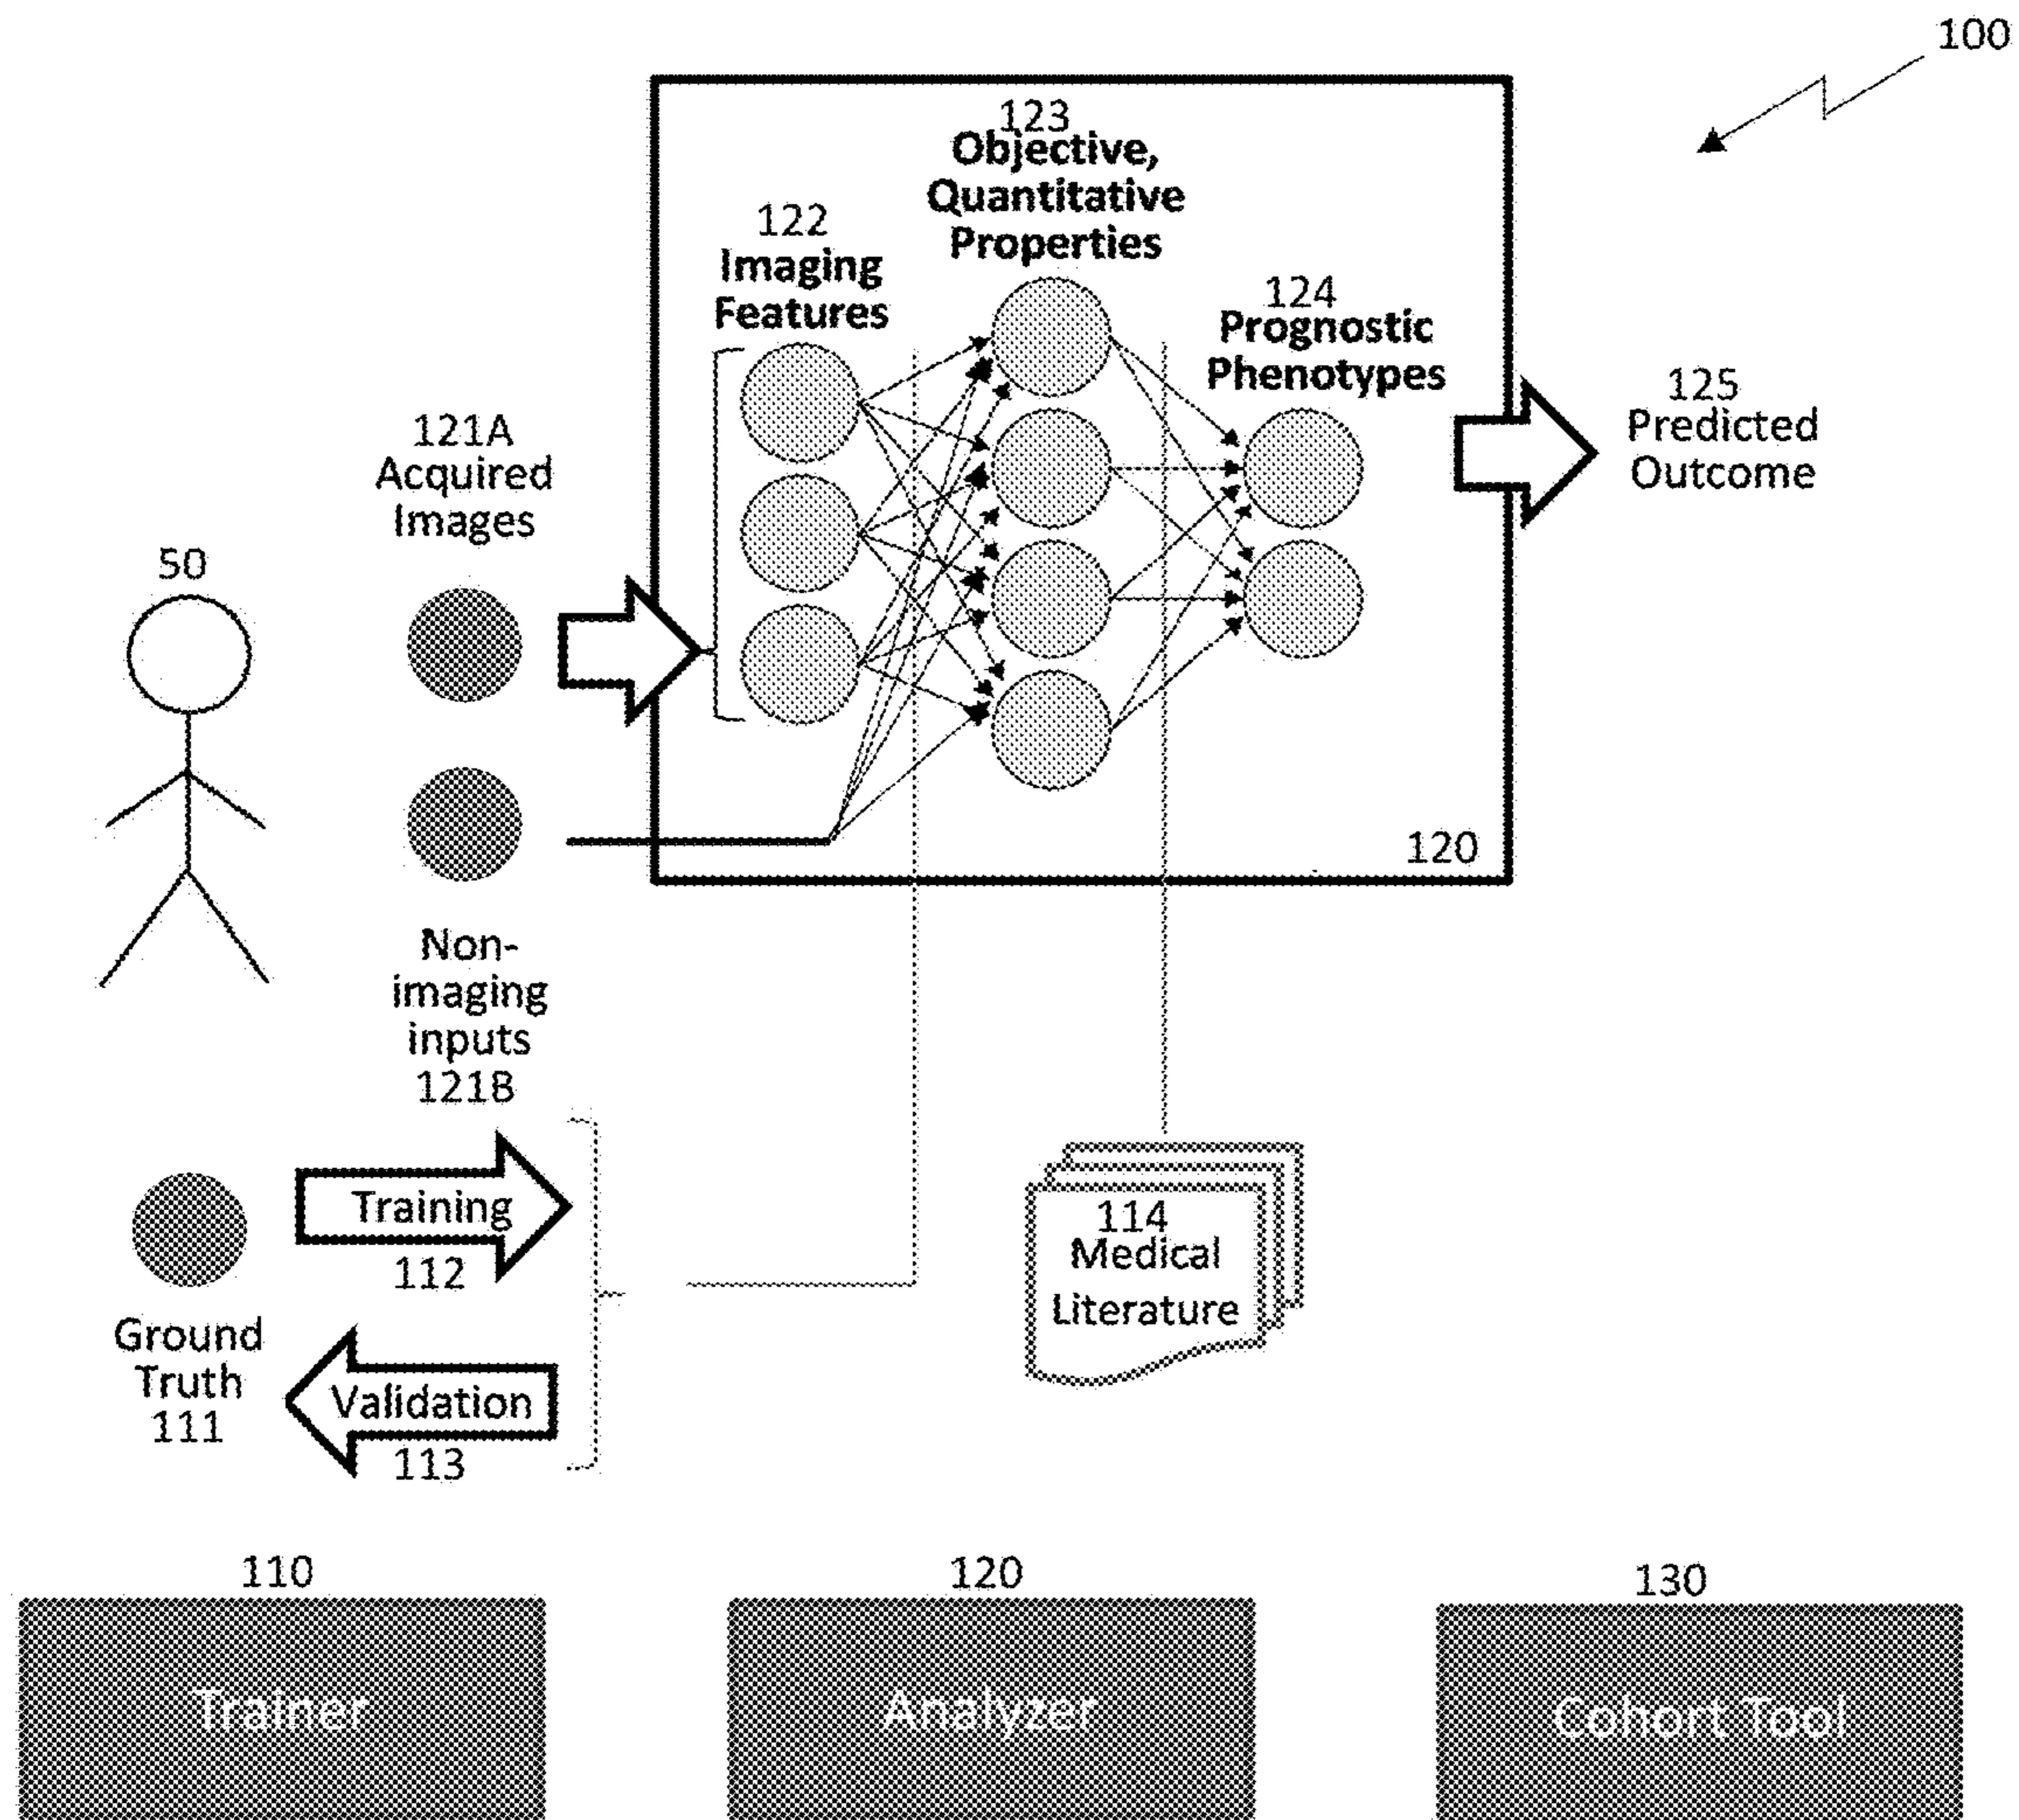 100
123
Objective,
Quantitative
Properties
122
Imaging
Features
124
Prognostic
Phenotypes
125
Predicted
Outcome
121A
Acquired
Images
50
120
Non-
imaging
inputs
121B
Training
112
114
Medical
Literature
Ground
Truth
111
Validation
113
110
120
130
Trainer
Analyzer
Cohort Tool